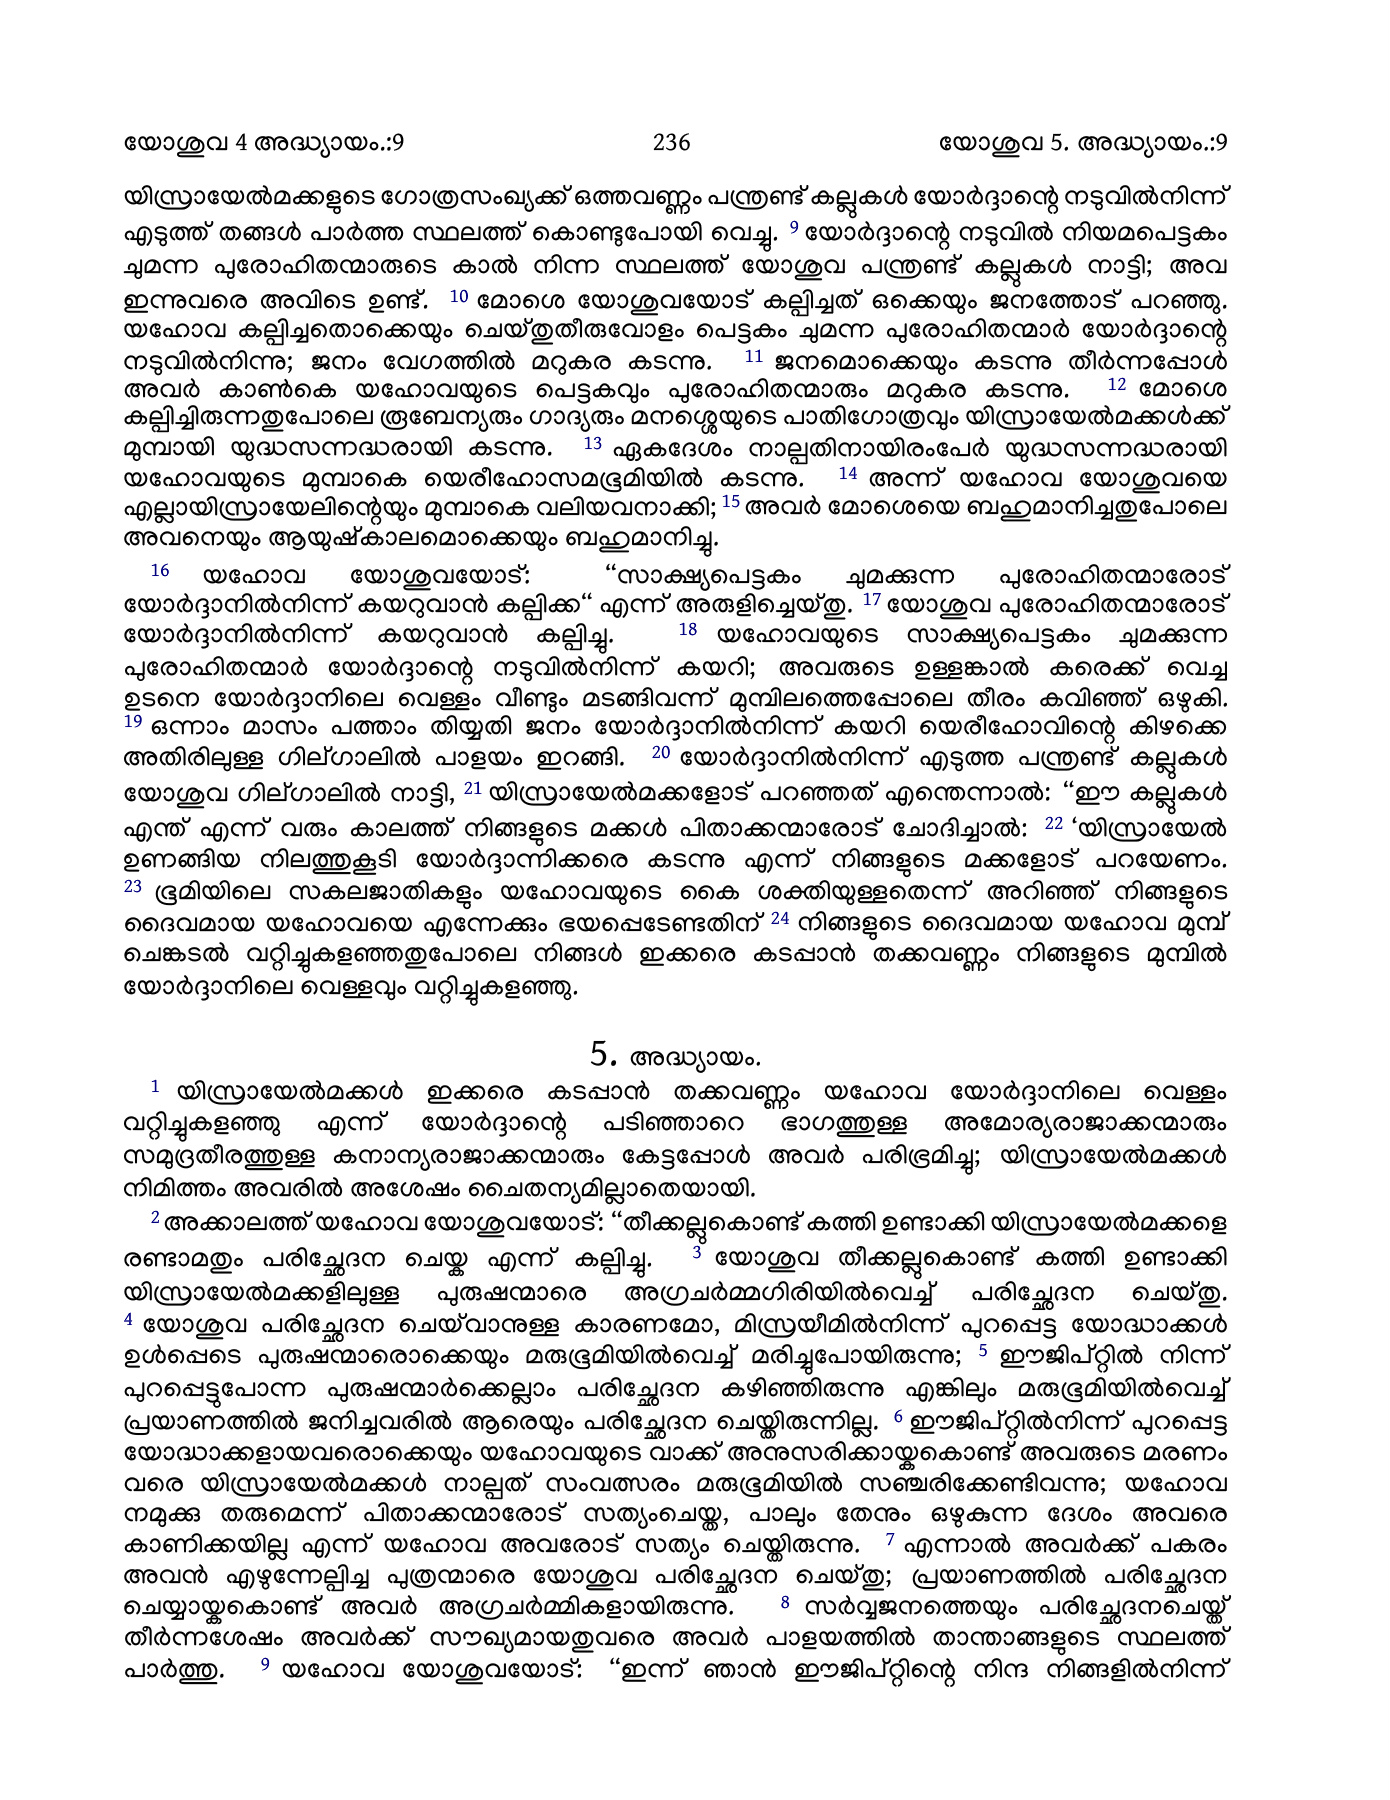 യോശുവ 4 അദ്ധ്യായം.:9 236 യോശുവ 5. അദ്ധ്യായം.:9
യിസ്രായേൽമക്കളുടെ ഗോത്രസംഖ്യക്ക് ഒത്തവണ്ണം പന്ത്രണ്ട് കല്ലുകൾ യോർദ്ദാന്റെ നടുവിൽനിന്ന്
എടുത്ത് തങ്ങൾ പാർത്ത സ്ഥലത്ത് കൊണ്ടുപോയി വെച്ചു. 9 യോർദ്ദാന്റെ നടുവിൽ നിയമപെട്ടകം
ചുമന്ന പുരോഹിതന്മാരുടെ കാൽ നിന്ന സ്ഥലത്ത് യോശുവ പന്ത്രണ്ട് കല്ലുകൾ നാട്ടി; അവ
ഇന്നുവരെ അവിടെ ഉണ്ട്. 10 മോശെ യോശുവയോട് കല്പിച്ചത് ഒക്കെയും ജനത്തോട് പറഞ്ഞു.
യഹോവ കല്പിച്ചതൊക്കെയും ചെയ്തുതീരുവോളം പെട്ടകം ചുമന്ന പുരോഹിതന്മാർ യോർദ്ദാന്റെ
നടുവിൽനിന്നു; ജനം വേഗത്തിൽ മറുകര കടന്നു. 11 ജനമൊക്കെയും കടന്നു തീർന്നപ്പോൾ
അവർ കാൺകെ യഹോവയുടെ പെട്ടകവും പുരോഹിതന്മാരും മറുകര കടന്നു. 12 മോശെ
കല്പിച്ചിരുന്നതുപോലെ രൂബേന്യരും ഗാദ്യരും മനശ്ശെയുടെ പാതിഗോത്രവും യിസ്രായേൽമക്കൾക്ക്
മുമ്പായി യുദ്ധസന്നദ്ധരായി കടന്നു. 13 ഏകദേശം നാല്പതിനായിരംപേർ യുദ്ധസന്നദ്ധരായി
യഹോവയുടെ മുമ്പാകെ യെരീഹോസമഭൂമിയിൽ കടന്നു. 14 അന്ന് യഹോവ യോശുവയെ
എല്ലായിസ്രായേലിന്റെയും മുമ്പാകെ വലിയവനാക്കി; 15 അവർ മോശെയെ ബഹുമാനിച്ചതുപോലെ
അവനെയും ആയുഷ്കാലമൊക്കെയും ബഹുമാനിച്ചു.
16 യഹോവ യോശുവയോട്: “സാക്ഷ്യപെട്ടകം ചുമക്കുന്ന പുരോഹിതന്മാരോട്
യോർദ്ദാനിൽനിന്ന് കയറുവാൻ കല്പിക്ക“ എന്ന് അരുളിച്ചെയ്തു. 17 യോശുവ പുരോഹിതന്മാരോട്
യോർദ്ദാനിൽനിന്ന് കയറുവാൻ കല്പിച്ചു. 18 യഹോവയുടെ സാക്ഷ്യപെട്ടകം ചുമക്കുന്ന
പുരോഹിതന്മാർ യോർദ്ദാന്റെ നടുവിൽനിന്ന് കയറി; അവരുടെ ഉള്ളങ്കാൽ കരെക്ക് വെച്ച
ഉടനെ യോർദ്ദാനിലെ വെള്ളം വീണ്ടും മടങ്ങിവന്ന് മുമ്പിലത്തെപ്പോലെ തീരം കവിഞ്ഞ് ഒഴുകി.
19 ഒന്നാം മാസം പത്താം തിയ്യതി ജനം യോർദ്ദാനിൽനിന്ന് കയറി യെരീഹോവിന്റെ കിഴക്കെ
അതിരിലുള്ള ഗില്ഗാലിൽ പാളയം ഇറങ്ങി. 20 യോർദ്ദാനിൽനിന്ന് എടുത്ത പന്ത്രണ്ട് കല്ലുകൾ
യോശുവ ഗില്ഗാലിൽ നാട്ടി, 21 യിസ്രായേൽമക്കളോട് പറഞ്ഞത് എന്തെന്നാൽ: “ഈ കല്ലുകൾ
എന്ത് എന്ന് വരും കാലത്ത് നിങ്ങളുടെ മക്കൾ പിതാക്കന്മാരോട് ചോദിച്ചാൽ: 22 ‘യിസ്രായേൽ
ഉണങ്ങിയ നിലത്തുകൂടി യോർദ്ദാന്നിക്കരെ കടന്നു എന്ന് നിങ്ങളുടെ മക്കളോട് പറയേണം.
23 ഭൂമിയിലെ സകലജാതികളും യഹോവയുടെ കൈ ശക്തിയുള്ളതെന്ന് അറിഞ്ഞ് നിങ്ങളുടെ
ദൈവമായ യഹോവയെ എന്നേക്കും ഭയപ്പെടേണ്ടതിന് 24 നിങ്ങളുടെ ദൈവമായ യഹോവ മുമ്പ്
ചെങ്കടൽ വറ്റിച്ചുകളഞ്ഞതുപോലെ നിങ്ങൾ ഇക്കരെ കടപ്പാൻ തക്കവണ്ണം നിങ്ങളുടെ മുമ്പിൽ
യോർദ്ദാനിലെ വെള്ളവും വറ്റിച്ചുകളഞ്ഞു.
5. അദ്ധ്യായം.
1 യിസ്രായേൽമക്കൾ ഇക്കരെ കടപ്പാൻ തക്കവണ്ണം യഹോവ യോർദ്ദാനിലെ വെള്ളം
വറ്റിച്ചുകളഞ്ഞു എന്ന് യോർദ്ദാന്റെ പടിഞ്ഞാറെ ഭാഗത്തുള്ള അമോര്യരാജാക്കന്മാരും
സമുദ്രതീരത്തുള്ള കനാന്യരാജാക്കന്മാരും കേട്ടപ്പോൾ അവർ പരിഭ്രമിച്ചു; യിസ്രായേൽമക്കൾ
നിമിത്തം അവരിൽ അശേഷം ചൈതന്യമില്ലാതെയായി.
2 അക്കാലത്ത് യഹോവ യോശുവയോട്: “തീക്കല്ലുകൊണ്ട് കത്തി ഉണ്ടാക്കി യിസ്രായേൽമക്കളെ
രണ്ടാമതും പരിച്ഛേദന ചെയ്ക എന്ന് കല്പിച്ചു. 3 യോശുവ തീക്കല്ലുകൊണ്ട് കത്തി ഉണ്ടാക്കി
യിസ്രായേൽമക്കളിലുള്ള പുരുഷന്മാരെ അഗ്രചർമ്മഗിരിയിൽവെച്ച് പരിച്ഛേദന ചെയ്തു.
4 യോശുവ പരിച്ഛേദന ചെയ്‌വാനുള്ള കാരണമോ, മിസ്രയീമിൽനിന്ന് പുറപ്പെട്ട യോദ്ധാക്കൾ
ഉൾപ്പെടെ പുരുഷന്മാരൊക്കെയും മരുഭൂമിയിൽവെച്ച് മരിച്ചുപോയിരുന്നു; 5 ഈജിപ്റ്റിൽ നിന്ന്
പുറപ്പെട്ടുപോന്ന പുരുഷന്മാർക്കെല്ലാം പരിച്ഛേദന കഴിഞ്ഞിരുന്നു എങ്കിലും മരുഭൂമിയിൽവെച്ച്
പ്രയാണത്തിൽ ജനിച്ചവരിൽ ആരെയും പരിച്ഛേദന ചെയ്തിരുന്നില്ല. 6 ഈജിപ്റ്റിൽനിന്ന് പുറപ്പെട്ട
യോദ്ധാക്കളായവരൊക്കെയും യഹോവയുടെ വാക്ക് അനുസരിക്കായ്കകൊണ്ട് അവരുടെ മരണം
വരെ യിസ്രായേൽമക്കൾ നാല്പത് സംവത്സരം മരുഭൂമിയിൽ സഞ്ചരിക്കേണ്ടിവന്നു; യഹോവ
നമുക്കു തരുമെന്ന് പിതാക്കന്മാരോട് സത്യംചെയ്ത, പാലും തേനും ഒഴുകുന്ന ദേശം അവരെ
കാണിക്കയില്ല എന്ന് യഹോവ അവരോട് സത്യം ചെയ്തിരുന്നു. 7 എന്നാൽ അവർക്ക് പകരം
അവൻ എഴുന്നേല്പിച്ച പുത്രന്മാരെ യോശുവ പരിച്ഛേദന ചെയ്തു; പ്രയാണത്തിൽ പരിച്ഛേദന
ചെയ്യായ്കകൊണ്ട് അവർ അഗ്രചർമ്മികളായിരുന്നു. 8 സർവ്വജനത്തെയും പരിച്ഛേദനചെയ്ത്
തീർന്നശേഷം അവർക്ക് സൗഖ്യമായതുവരെ അവർ പാളയത്തിൽ താന്താങ്ങളുടെ സ്ഥലത്ത്
പാർത്തു. 9 യഹോവ യോശുവയോട്: “ഇന്ന് ഞാൻ ഈജിപ്റ്റിന്റെ നിന്ദ നിങ്ങളിൽനിന്ന്